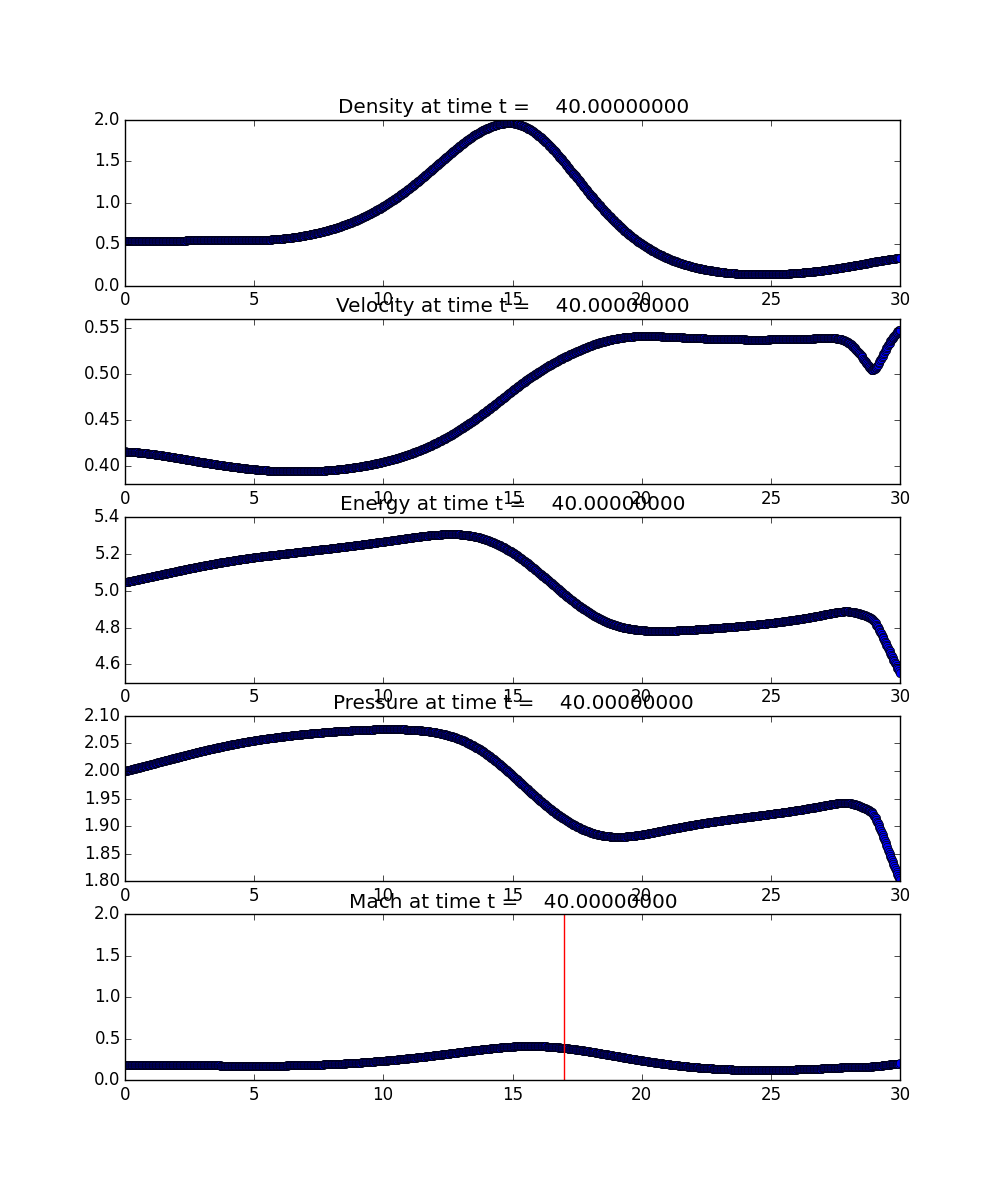 Density at time t =    40.00000000
2.0
1.5
1.0
0.5
0.0
0 5 10 15 20 25 30
Velocity at time t =    40.00000000
0.55
0.50
0.45
0.40
0 5 10 15 20 25 30
Energy at time t =    40.00000000
5.4
5.2
5.0
4.8
4.6
0 5 10 15 20 25 30
Pressure at time t =    40.00000000
2.10
2.05
2.00
1.95
1.90
1.85
1.80
0 5 10 15 20 25 30
Mach at time t =    40.00000000
2.0
1.5
1.0
0.5
0.0
0 5 10 15 20 25 30